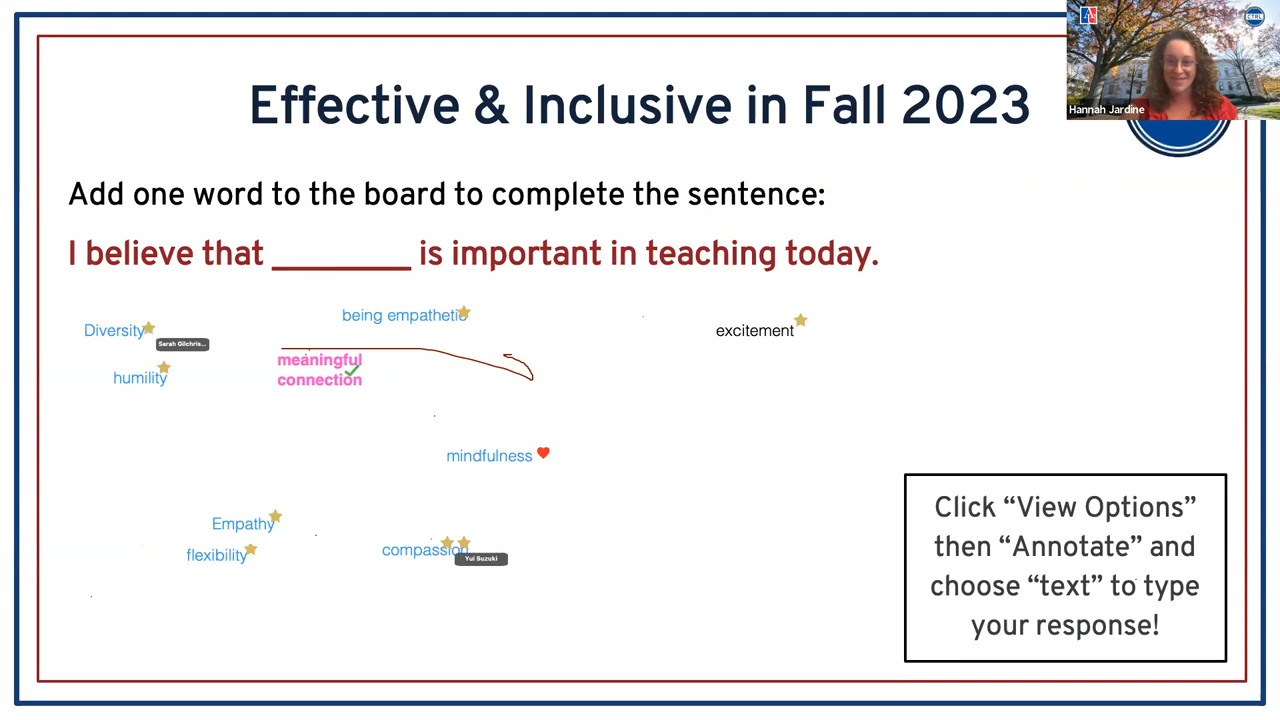 CTRL
Hannah Jardine
Effective & Inclusive in Fall 2023
Add one word to the board to complete the sentence:
I believe that ________ is important in teaching today.
being empathetic
Diversity
excitement
Sarah Gilchris...
meaningful
connection
humility
mindfulness
Empathy
flexibility
compassion
Yui Suzuki
Click “View Options”
then “Annotate” and
choose “text” to type
your response!